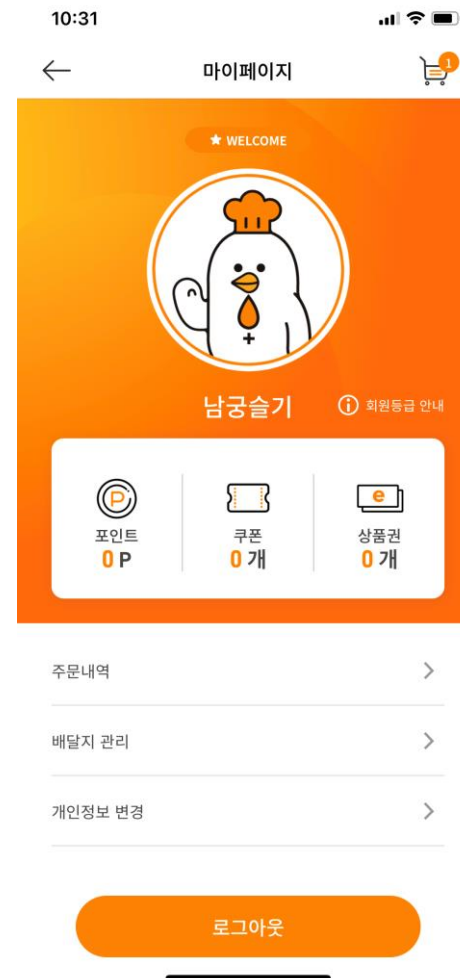 10:31
마이페이지
1
★ WELCOME
남궁슬기
회원등급 안내
포인트
0 P
쿠폰
0 개
상품권
0 개
주문내역
배달지 관리
개인정보 변경
로그아웃